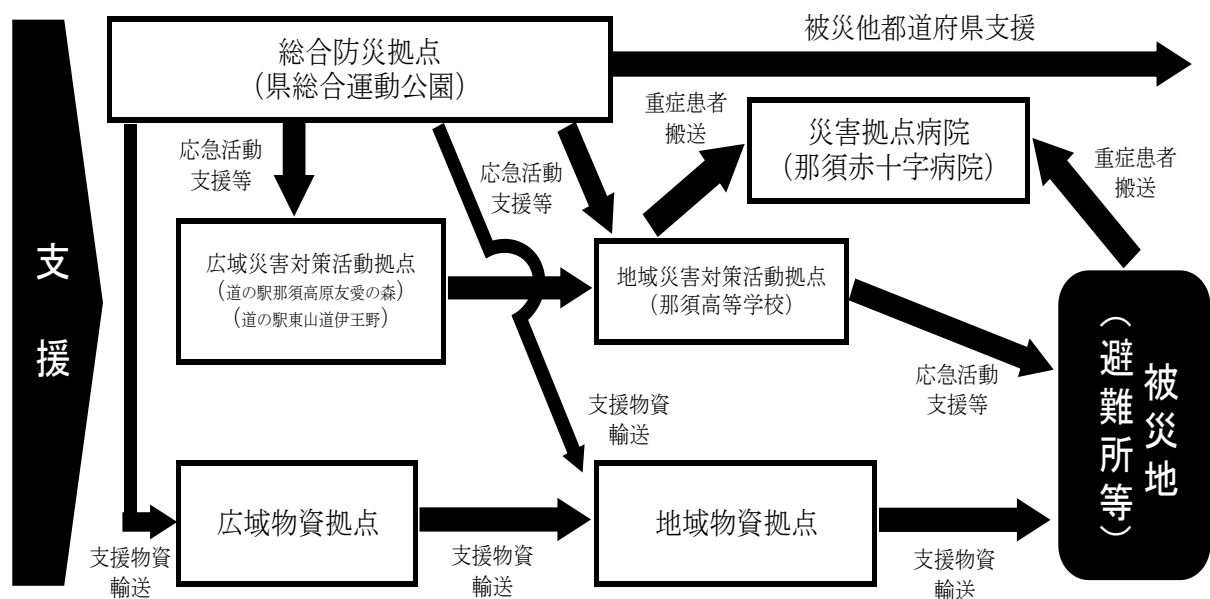 支援
総合防災拠点
(県総合運動公園)
被災他都道府県支援
応急活動
支援等
応急活動
支援等
重症患者
搬送
災害拠点病院
(那須赤十字病院)
重症患者
搬送
広域災害対策活動拠点
(道の駅那須高原友愛の森)
(道の駅東山道伊王野)
地域災害対策活動拠点
(那須高等学校)
応急活動
支援等
被災地
(避難所等)
支援物資
輸送
広域物資拠点
地域物資拠点
支援物資
輸送
支援物資
輸送
支援物資
輸送